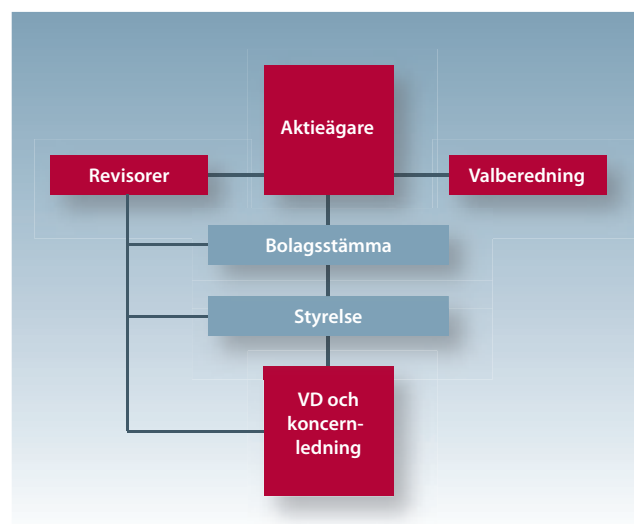 Aktieägare
Revisorer
Valberedning
Bolagsstämma
Styrelse
VD och
koncern-
ledning